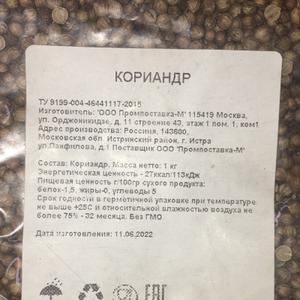 КОРИАНДР
ТУ 9199-004-46441117-2015
Изготовитель: "ООО Промпоставка-М" 115419 Москва,
ул. Орджоникидзе, д. 11 строение 43, этаж 1 пом. 1, ком1
Адрес производства: Россиня, 143600,
Московская обл. Истринский район, г. Истра
ул.Панфилова, д.1 Поставщик ООО "Промпоставка-М"
Состав: Кориандр, Масса нетто: 1 кг
Энергетическая ценность - 27ккал/113кДж
Пищевая ценность г/100гр сухого продукта:
белок-1,5, жиры-0, углеводы 5
Срок годности в герметичной упаковке при температуре
не выше +25С и относительной влажностью воздуха не
более 75% - 32 месяца. Без ГМО
Дата изготовления: 11.06.2022
ЕАС